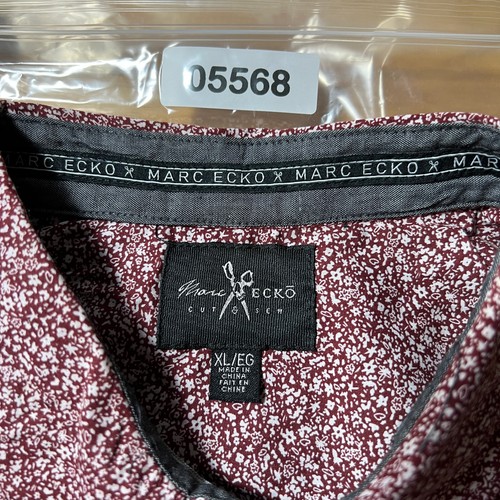 05568
MARC ECKO MARC ECKO MARC ECKO MAR
Marc ECKŌ
CUT & SEW
XL/EG
MADE IN
CHINA
FAIT EN
CHINE